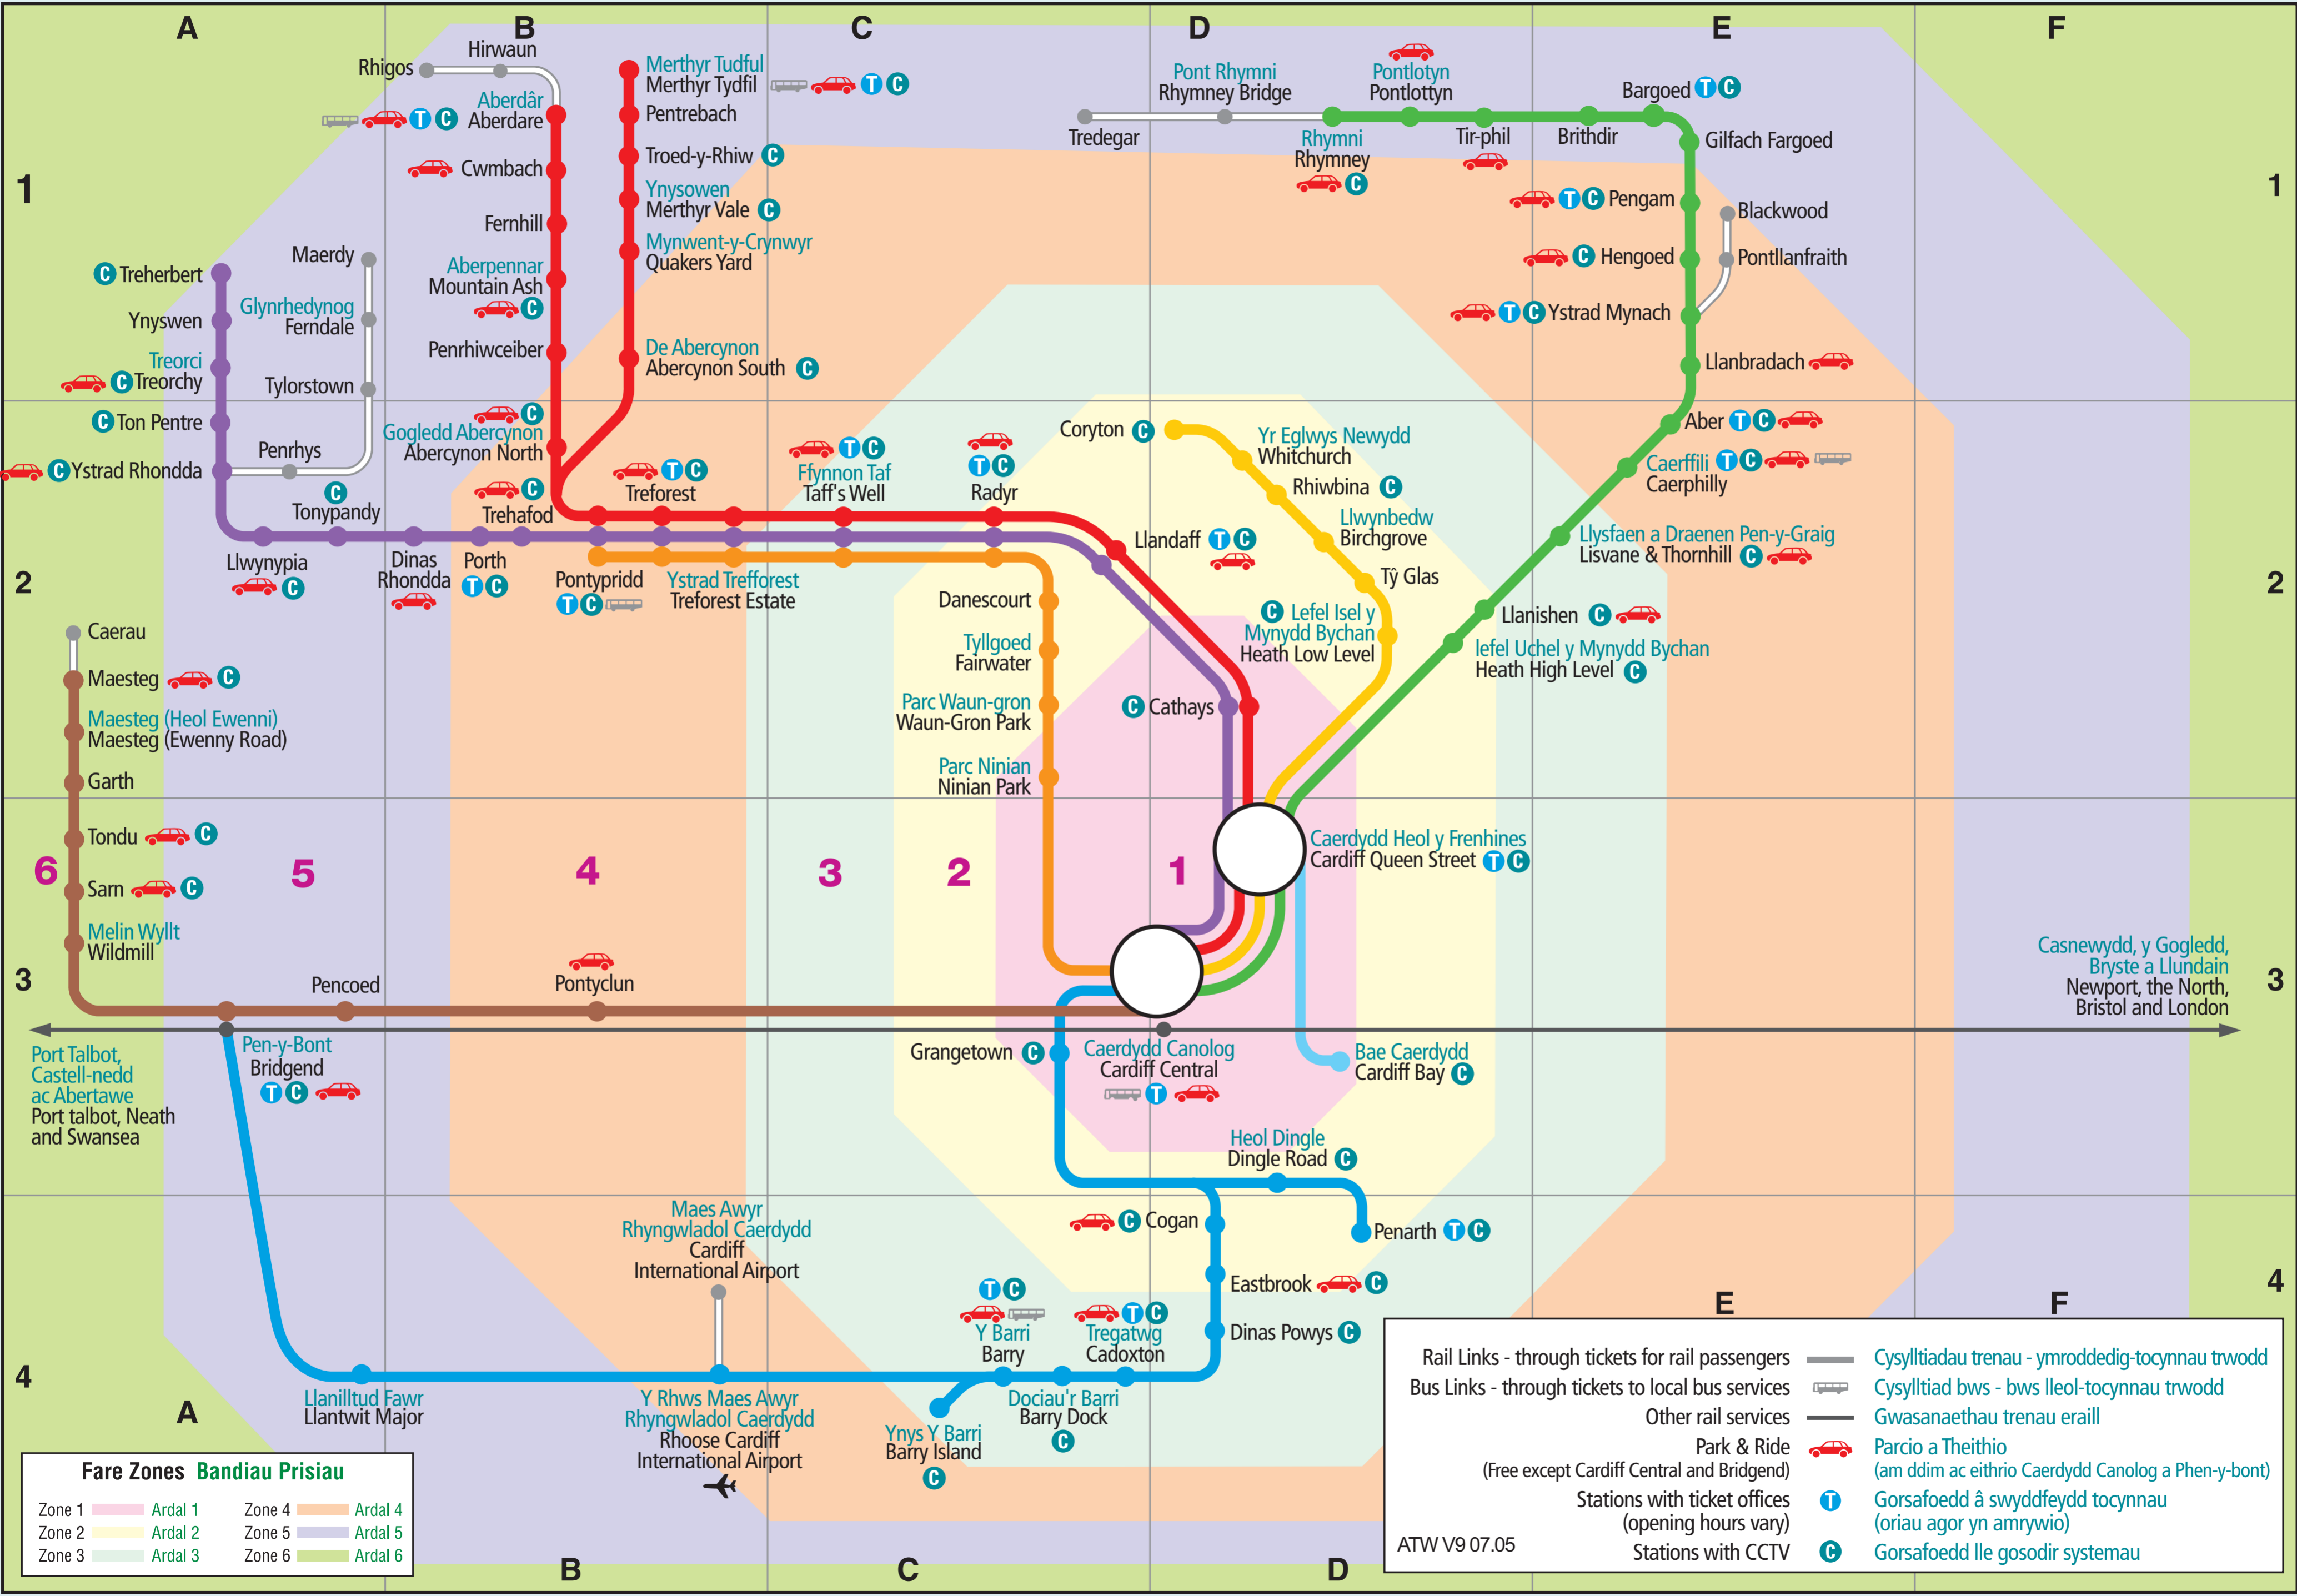 A
B
C
D
E
F
1
2
3
4
1
2
3
4
6
5
4
3
2
1
Rhigos
Hirwaun
Aberdâr
Aberdare
T C
Cwmbach
Fernhill
Aberpennar
Mountain Ash
C
Penrhiwceiber
C
Gogledd Abercynon
Abercynon North
Merthyr Tudful
Merthyr Tydfil T C
Pentrebach
Troed-y-Rhiw C
Ynysowen
Merthyr Vale C
Mynwent-y-Crynwyr
Quakers Yard
De Abercynon
Abercynon South C
C Treherbert
Ynyswen
Treorci
C Treorchy
C Ton Pentre
C Ystrad Rhondda
Maerdy
Glynrhedynog
Ferndale
Tylorstown
Penrhys
C
Tonypandy
Llwynypia
C
Dinas
Rhondda
Porth
T C
C
Trehafod
Pontypridd
T C
T C
Treforest
Ystrad Trefforest
Treforest Estate
T C
Ffynnon Taf
Taff's Well
T C
Radyr
Llandaff T C
C Cathays
Danescourt
Tyllgoed
Fairwater
Parc Waun-gron
Waun-Gron Park
Parc Ninian
Ninian Park
Coryton C
Yr Eglwys Newydd
Whitchurch
Rhiwbina C
Llwynbedw
Birchgrove
Tŷ Glas
C Lefel Isel y
Mynydd Bychan
Heath Low Level
Tredegar
Pont Rhymni
Rhymney Bridge
Rhymni
Rhymney
C
Pontlotyn
Pontlottyn
Tir-phil
Brithdir
Bargoed T C
Gilfach Fargoed
T C Pengam
C Hengoed
T C Ystrad Mynach
Blackwood
Pontllanfraith
Llanbradach
Aber T C
Caerffili T C
Caerphilly
Llysfaen a Draenen Pen-y-Graig
Lisvane & Thornhill C
Llanishen C
lefel Uchel y Mynydd Bychan
Heath High Level C
Caerdydd Heol y Frenhines
Cardiff Queen Street T C
Caerau
Maesteg C
Maesteg (Heol Ewenni)
Maesteg (Ewenny Road)
Garth
Tondu C
Sarn C
Melin Wyllt
Wildmill
Pencoed
Pontyclun
Pen-y-Bont
Bridgend
T C
Port Talbot,
Castell-nedd
ac Abertawe
Port talbot, Neath
and Swansea
Casnewydd, y Gogledd,
Bryste a Llundain
Newport, the North,
Bristol and London
Grangetown C
Caerdydd Canolog
Cardiff Central
T
Bae Caerdydd
Cardiff Bay C
Heol Dingle
Dingle Road C
Penarth T C
C Cogan
Eastbrook C
Dinas Powys C
T C
Tregatwg
Cadoxton
T C
Y Barri
Barry
Dociau'r Barri
Barry Dock
C
Ynys Y Barri
Barry Island
C
Maes Awyr
Rhyngwladol Caerdydd
Cardiff
International Airport
Y Rhws Maes Awyr
Rhyngwladol Caerdydd
Rhoose Cardiff
International Airport
Llanilltud Fawr
Llantwit Major
A
B
C
D
E
F
Fare Zones Bandiau Prisiau
Zone 1 Ardal 1
Zone 2 Ardal 2
Zone 3 Ardal 3
Zone 4 Ardal 4
Zone 5 Ardal 5
Zone 6 Ardal 6
Rail Links - through tickets for rail passengers Cysylltiadau trenau - ymroddedig-tocynnau trwodd
Bus Links - through tickets to local bus services Cysylltiad bws - bws lleol-tocynnau trwodd
Other rail services Gwasanaethau trenau eraill
Park & Ride Parcio a Theithio
(Free except Cardiff Central and Bridgend) (am ddim ac eithrio Caerdydd Canolog a Phen-y-bont)
Stations with ticket offices T Gorsafoedd â swyddfeydd tocynnau
(opening hours vary) (oriau agor yn amrywio)
ATW V9 07.05 Stations with CCTV C Gorsafoedd lle gosodir systemau